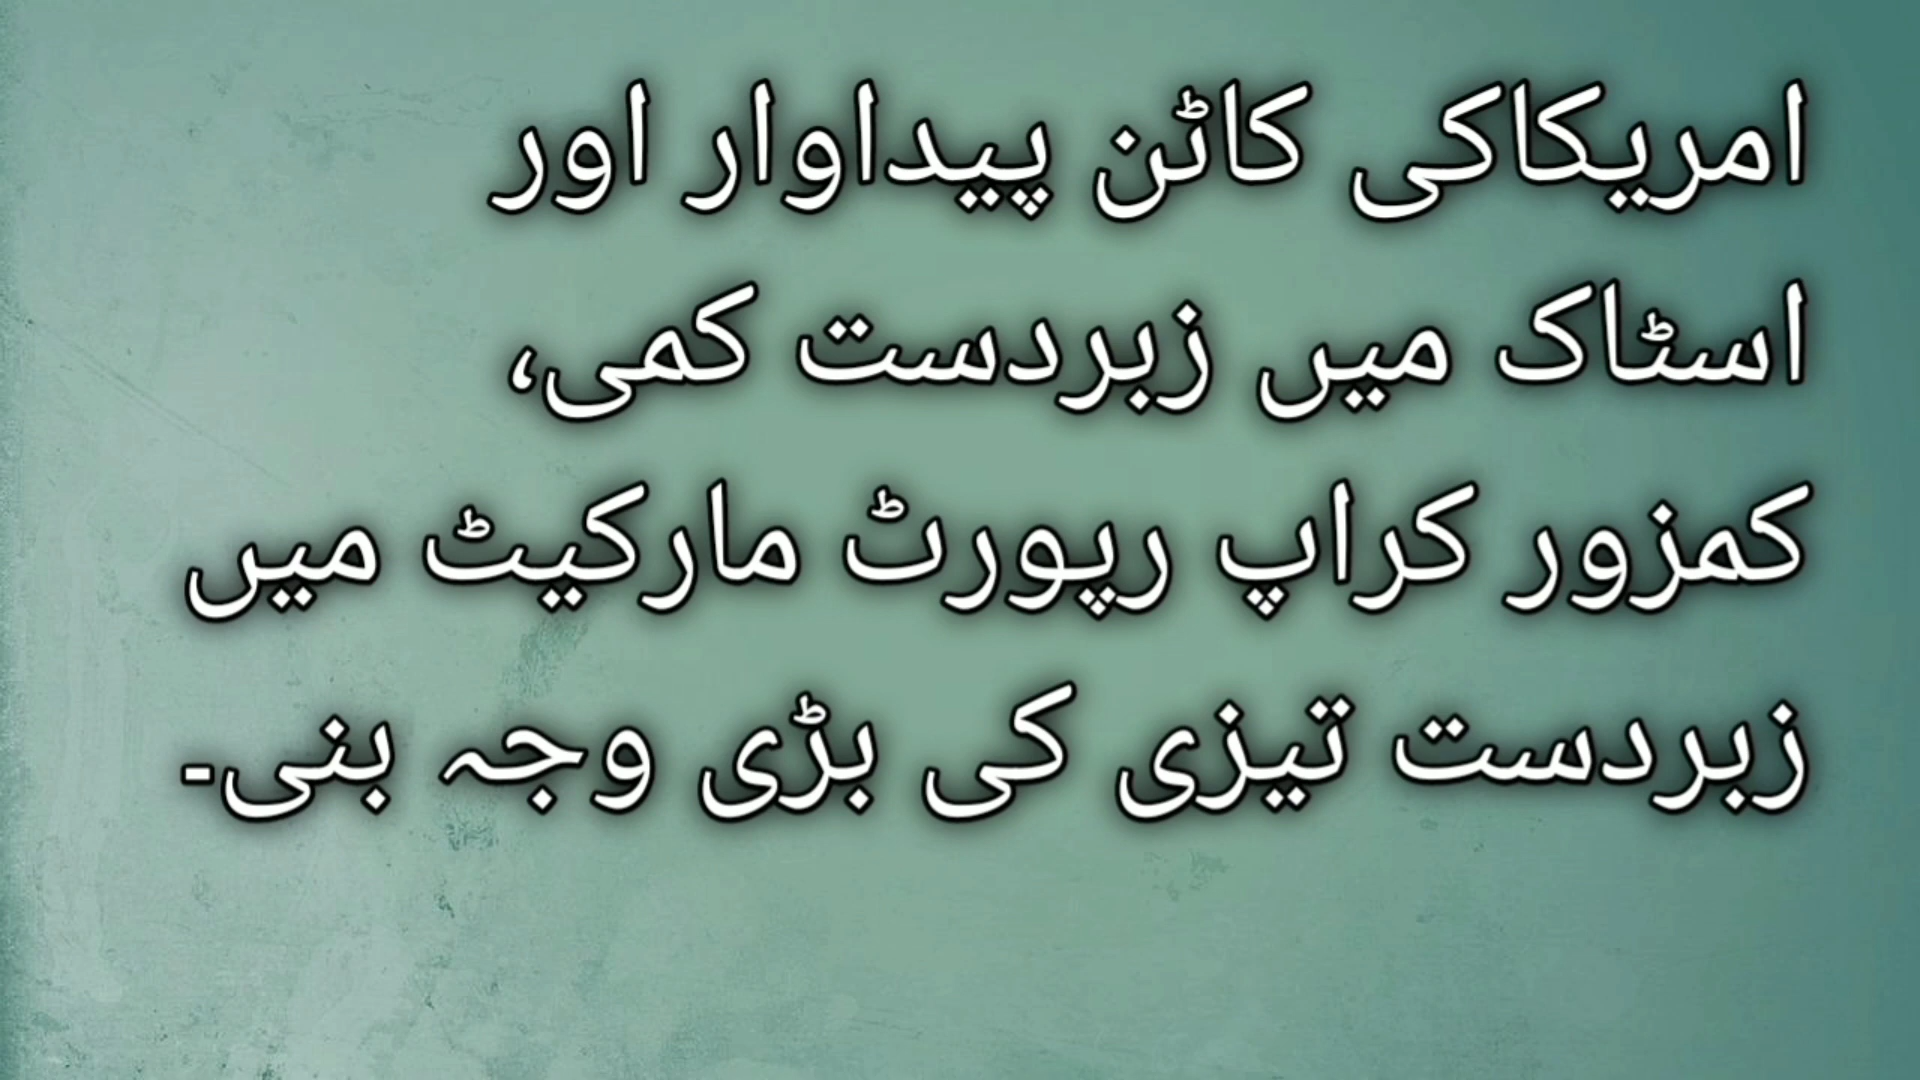 امریکاکی کاٹن پیداوار اور
اسٹاک میں زبردست کمی،
کمزور کراپ رپورٹ مارکیٹ میں
زبردست تیزی کی بڑی وجہ بنی۔